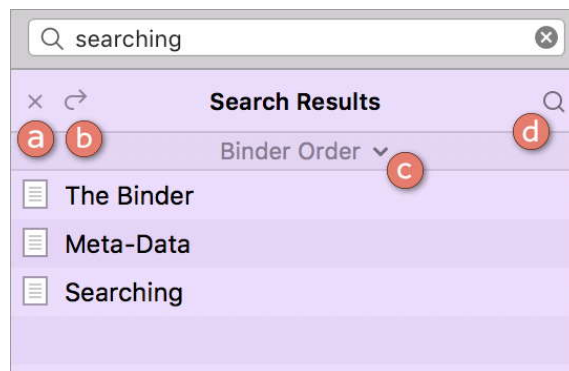 searching
Search Results
a b d
Binder Order
c
The Binder
Meta-Data
Searching